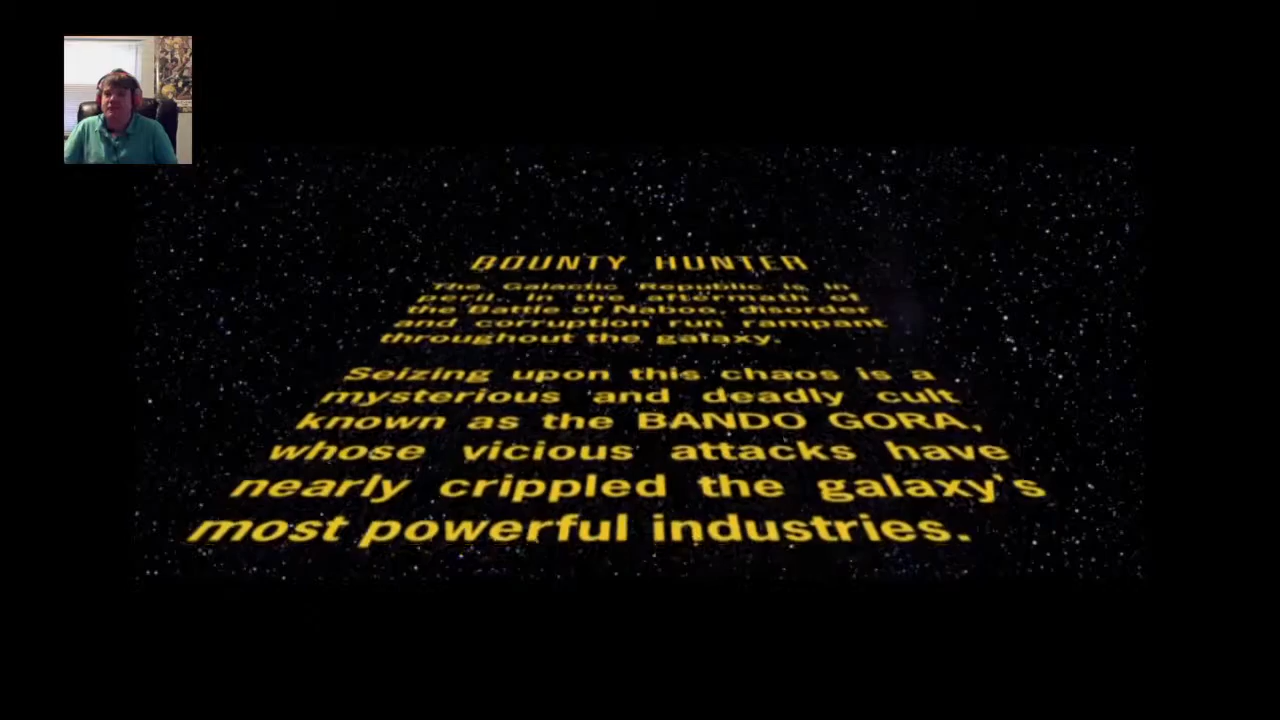 BOUNTY HUNTER
The Galactic Republic is in
peril. In the aftermath of
the Battle of Naboo, disorder
and corruption run rampant
throughout the galaxy.
Seizing upon this chaos is a
mysterious and deadly cult
known as the BANDO GORA,
whose vicious attacks have
nearly crippled the galaxy's
most powerful industries.